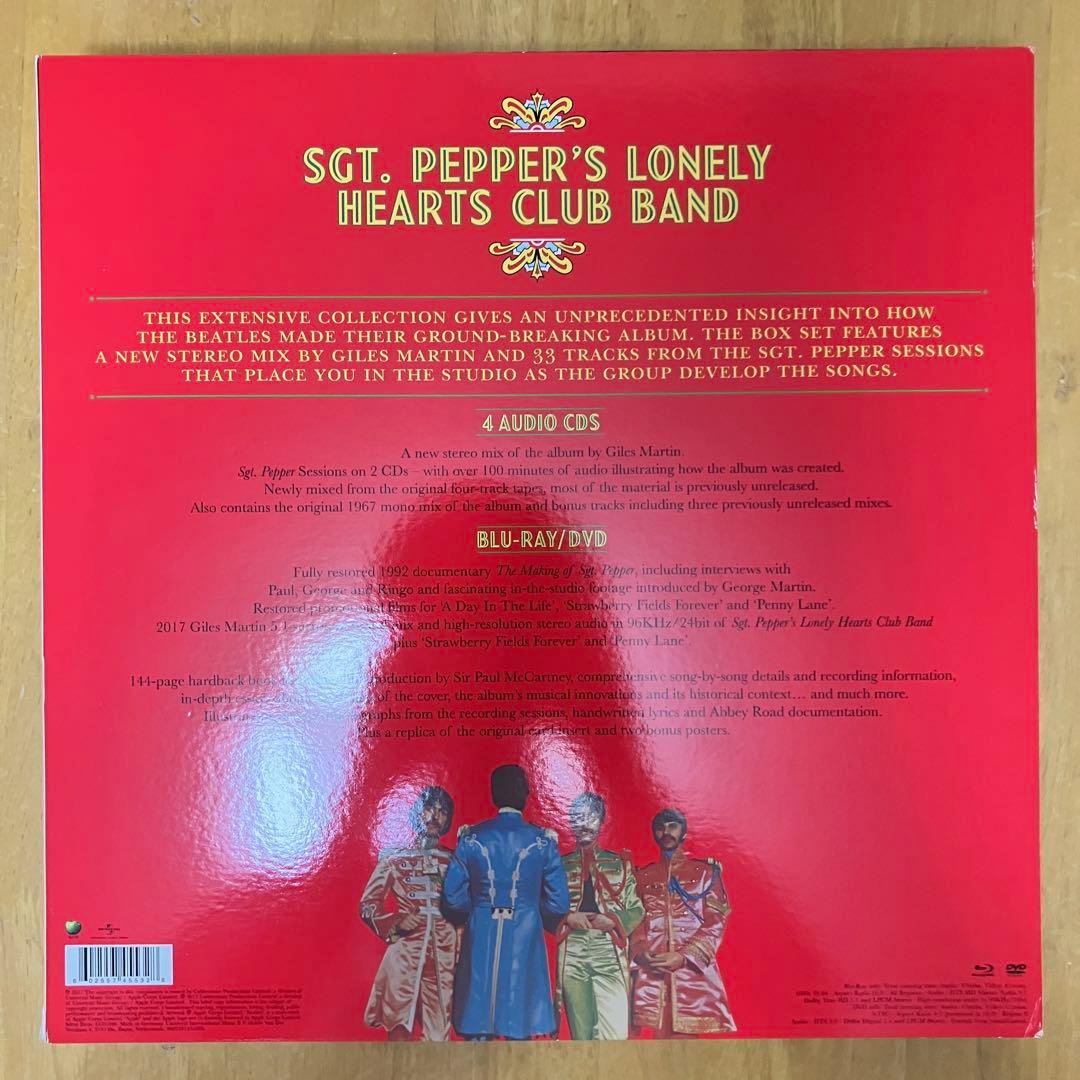 SGT. PEPPER'S LONELY
HEARTS CLUB BAND
THIS EXTENSIVE COLLECTION GIVES AN UNPRECEDENTED INSIGHT INTO HOW
THE BEATLES MADE THEIR GROUND-BREAKING ALBUM. THE BOX SET FEATURES
A NEW STEREO MIX BY GILES MARTIN AND 33 TRACKS FROM THE SGT. PEPPER SESSIONS
THAT PLACE YOU IN THE STUDIO AS THE GROUP DEVELOP THE SONGS.
4 AUDIO CDS
A new stereo mix of the album by Giles Martin.
Sgt. Pepper Sessions on 2 CDs – with over 100 minutes of audio illustrating how the album was created.
Newly mixed from the original four-track tapes, most of the material is previously unreleased.
Also contains the original 1967 mono mix of the album and bonus tracks including three previously unreleased mixes.
BLU-RAY/DVD
Fully restored 1992 documentary The Making of Sgt. Pepper, including interviews with
Paul, George and Ringo and fascinating in-the-studio footage introduced by George Martin.
Restored promotional films for 'A Day In The Life', 'Strawberry Fields Forever' and 'Penny Lane'.
2017 Giles Martin 5.1 mix and high-resolution stereo audio in 96KHz/24bit of Sgt. Pepper's Lonely Hearts Club Band
plus 'Strawberry Fields Forever' and 'Penny Lane'.
144-page hardback book introduction by Sir Paul McCartney, comprehensive song-by-song details and recording information,
in-depth of the cover, the album's musical innovations and its historical context... and much more.
from the recording sessions, handwritten lyrics and Abbey Road documentation.
Plus a replica of the original card insert and two bonus posters.
6 02557 45532 8